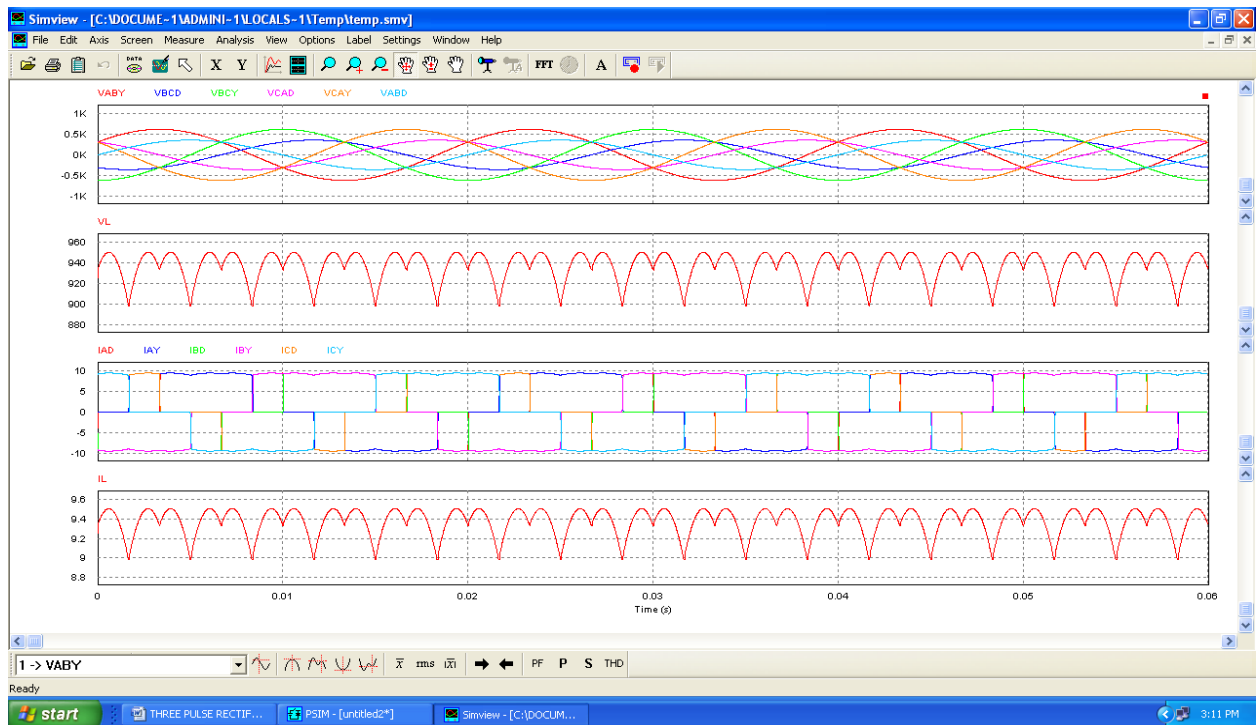 Simview - [C:\DOCUME~1\ADMINI~1\LOCALS~1\Temp\temp.smv]
File Edit Axis Screen Measure Analysis View Options Label Settings Window Help
DATA X Y FFT A
VABY VBCD VBCY VCAD VCAY VABD
1K
0.5K
0K
-0.5K
-1K
VL
960
940
920
900
880
IAD IAY IBD IBY ICD ICY
10
5
0
-5
-10
IL
9.6
9.4
9.2
9
8.8
0 0.01 0.02 0.03 0.04 0.05 0.06
Time (s)
1 -> VABY x rms |x| PF P S THD
Ready
start THREE PULSE RECTIF... PSIM - [untitled2*] Simview - [C:\DOCUM... 3:11 PM